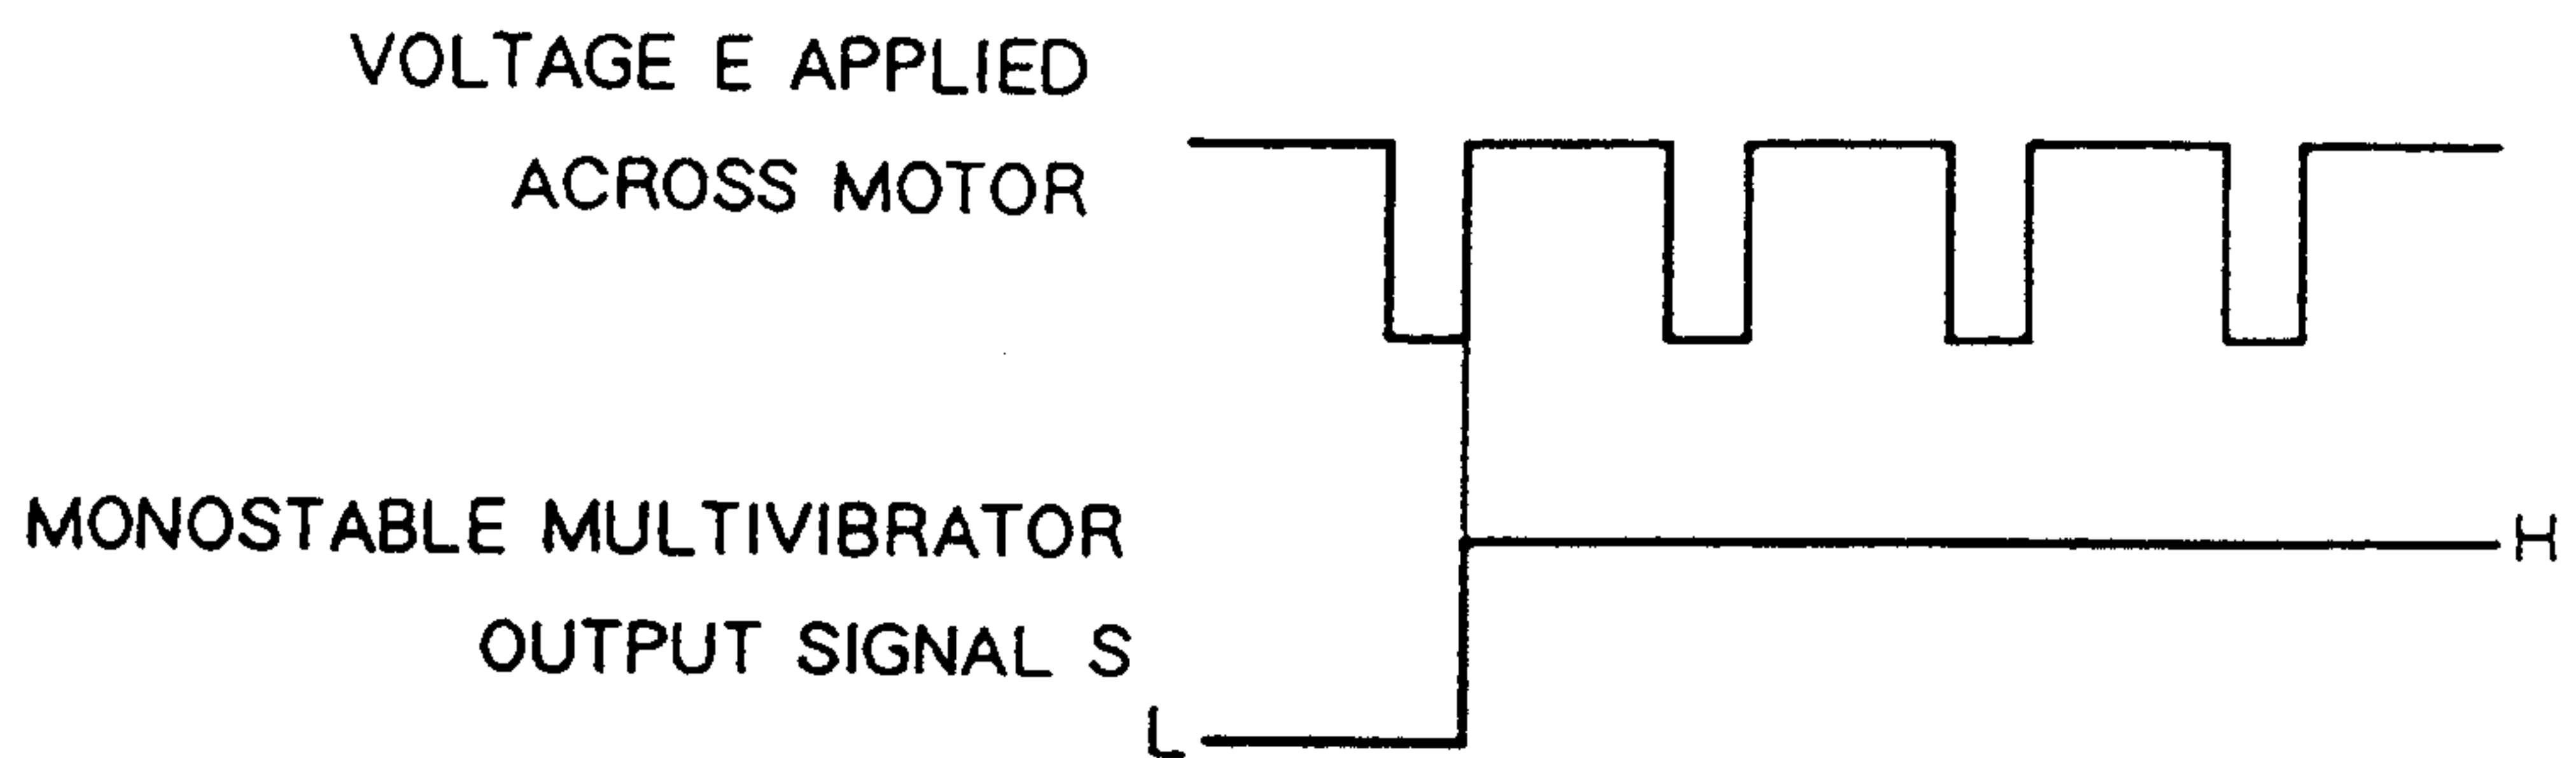 VOLTAGE E APPLIED
ACROSS MOTOR
MONOSTABLE MULTIVIBRATOR
H
OUTPUT SIGNAL S
L